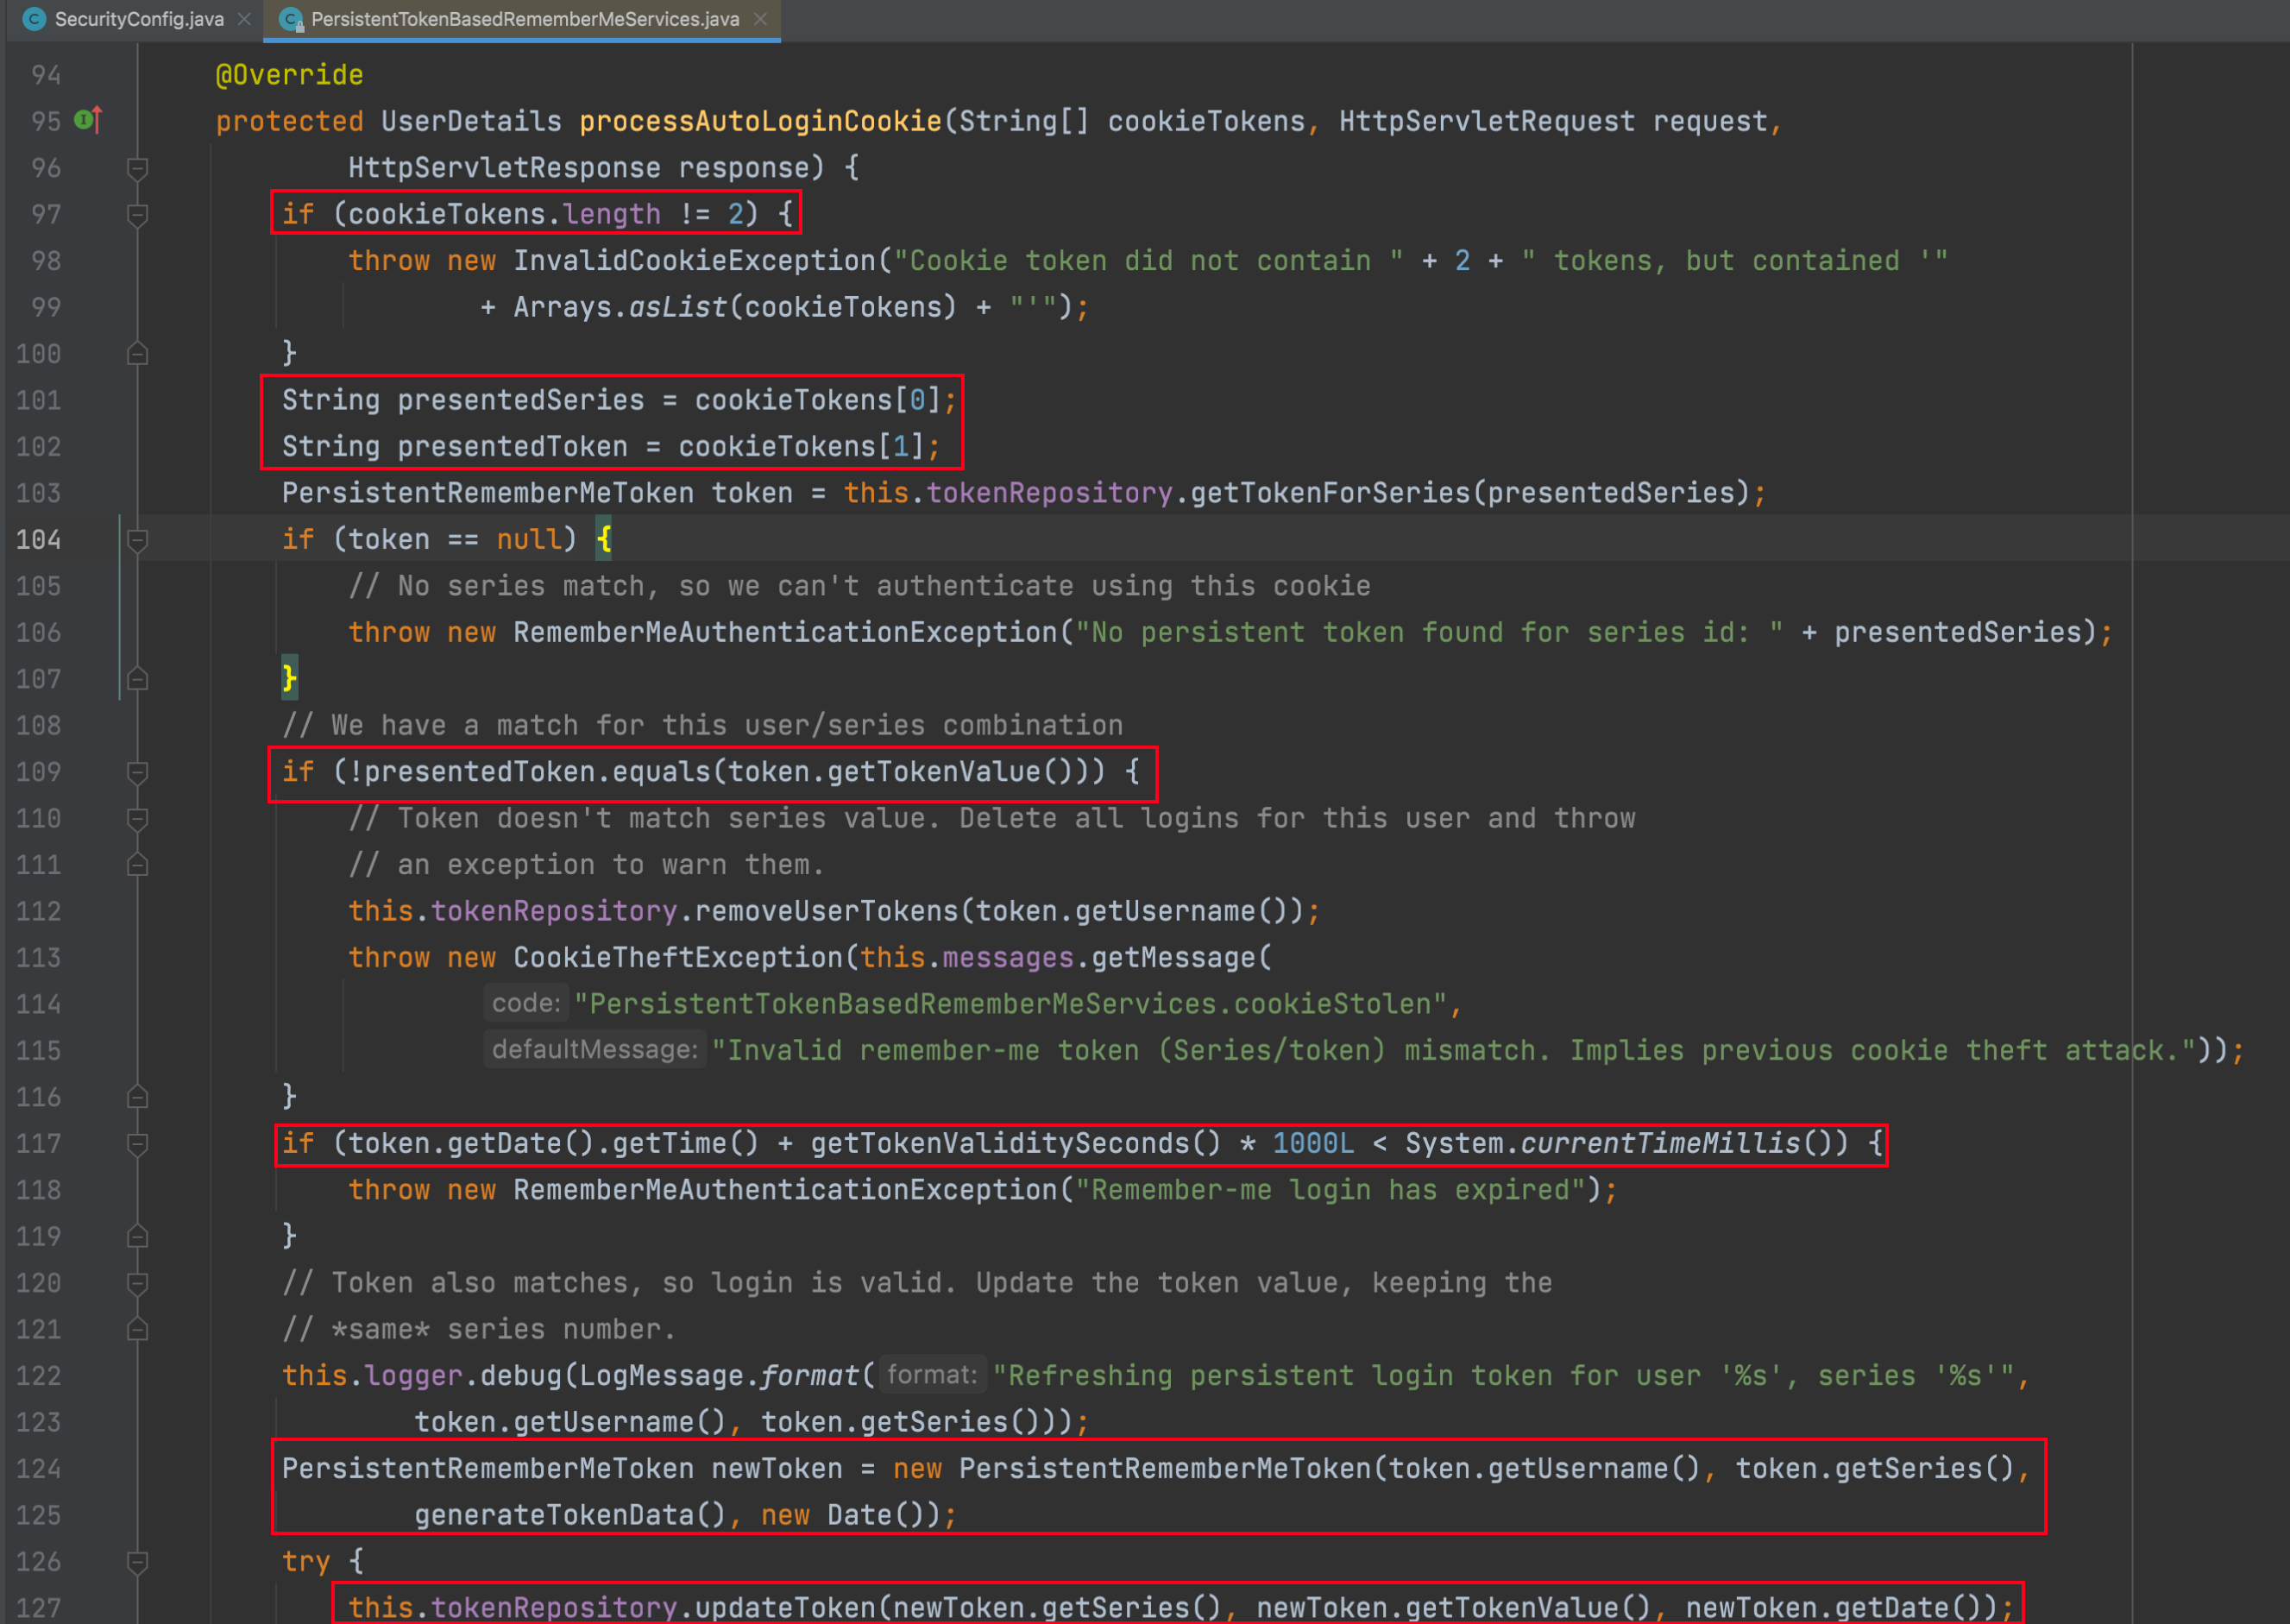 SecurityConfig.java PersistentTokenBasedRememberMeServices.java
94 @Override
95 protected UserDetails processAutoLoginCookie(String[] cookieTokens, HttpServletRequest request,
96 HttpServletResponse response) {
97 if (cookieTokens.length != 2) {
98 throw new InvalidCookieException("Cookie token did not contain " + 2 + " tokens, but contained '"
99 + Arrays.asList(cookieTokens) + "'");
100 }
101 String presentedSeries = cookieTokens[0];
102 String presentedToken = cookieTokens[1];
103 PersistentRememberMeToken token = this.tokenRepository.getTokenForSeries(presentedSeries);
104 if (token == null) {
105 // No series match, so we can't authenticate using this cookie
106 throw new RememberMeAuthenticationException("No persistent token found for series id: " + presentedSeries);
107 }
108 // We have a match for this user/series combination
109 if (!presentedToken.equals(token.getTokenValue())) {
110 // Token doesn't match series value. Delete all logins for this user and throw
111 // an exception to warn them.
112 this.tokenRepository.removeUserTokens(token.getUsername());
113 throw new CookieTheftException(this.messages.getMessage(
114 code: "PersistentTokenBasedRememberMeServices.cookieStolen",
115 defaultMessage: "Invalid remember-me token (Series/token) mismatch. Implies previous cookie theft attack."));
116 }
117 if (token.getDate().getTime() + getTokenValiditySeconds() * 1000L < System.currentTimeMillis()) {
118 throw new RememberMeAuthenticationException("Remember-me login has expired");
119 }
120 // Token also matches, so login is valid. Update the token value, keeping the
121 // *same* series number.
122 this.logger.debug(LogMessage.format( format: "Refreshing persistent login token for user '%s', series '%s'",
123 token.getUsername(), token.getSeries()));
124 PersistentRememberMeToken newToken = new PersistentRememberMeToken(token.getUsername(), token.getSeries(),
125 generateTokenData(), new Date());
126 try {
127 this.tokenRepository.updateToken(newToken.getSeries(), newToken.getTokenValue(), newToken.getDate());